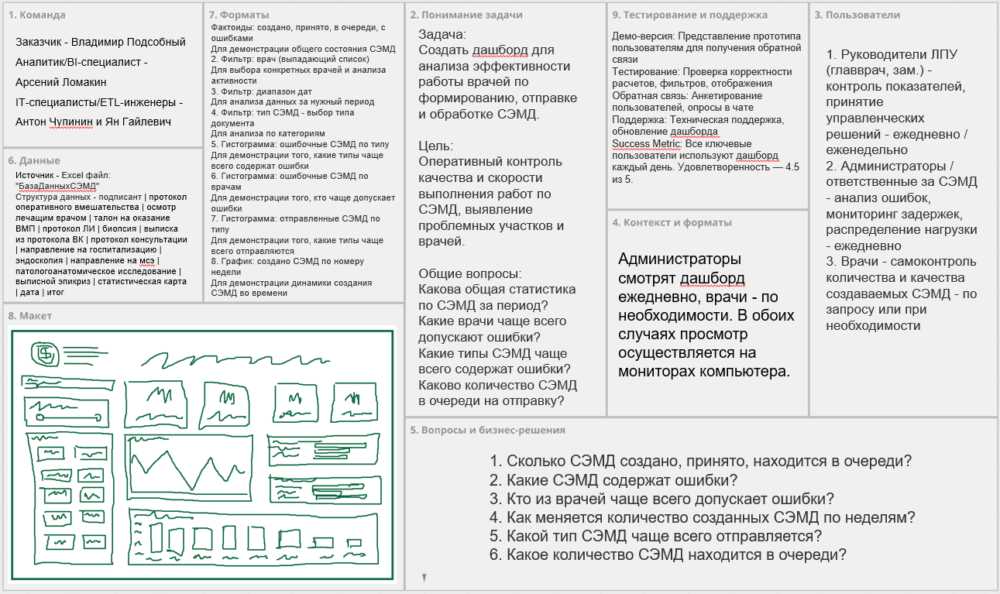 1. Команда
Заказчик - Владимир Подсобный
Аналитик/BI-специалист -
Арсений Ломакин
IT-специалисты/ETL-инженеры -
Антон Чупинин и Ян Гайлевич
6. Данные
Источник - Excel файл:
"БазаДанныхСЭМД"
Структура данных - подписант | протокол
оперативного вмешательства | осмотр
лечащим врачом | талон на оказание
ВМП | протокол ЛИ | биопсия | выписка
из протокола ВК | протокол консультации
| направление на госпитализацию |
эндоскопия | направление на мсэ |
патологоанатомическое исследование |
выписной эпикриз | статистическая карта
| дата | итог
7. Форматы
Фактоиды: создано, принято, в очереди, с
ошибками
Для демонстрации общего состояния СЭМД
2. Фильтр: врач (выпадающий список)
Для выбора конкретных врачей и анализа
активности
3. Фильтр: диапазон дат
Для анализа данных за нужный период
4. Фильтр: тип СЭМД - выбор типа
документа
Для анализа по категориям
5. Гистограмма: ошибочные СЭМД по типу
Для демонстрации того, какие типы чаще
всего содержат ошибки
6. Гистограмма: ошибочные СЭМД по
врачам
Для демонстрации того, кто чаще допускает
ошибки
7. Гистограмма: отправленные СЭМД по
типу
Для демонстрации того, какие типы чаще
всего отправляются
8. График: создано СЭМД по номеру
недели
Для демонстрации динамики создания
СЭМД во времени
8. Макет
2. Понимание задачи
Задача:
Создать дашборд для
анализа эффективности
работы врачей по
формированию, отправке
и обработке СЭМД.
Цель:
Оперативный контроль
качества и скорости
выполнения работ по
СЭМД, выявление
проблемных участков и
врачей.
Общие вопросы:
Какова общая статистика
по СЭМД за период?
Какие врачи чаще всего
допускают ошибки?
Какие типы СЭМД чаще
всего содержат ошибки?
Каково количество СЭМД
в очереди на отправку?
9. Тестирование и поддержка
Демо-версия: Представление прототипа
пользователям для получения обратной
связи
Тестирование: Проверка корректности
расчетов, фильтров, отображения
Обратная связь: Анкетирование
пользователей, опросы в чате
Поддержка: Техническая поддержка,
обновление дашборда
Success Metric: Все ключевые
пользователи используют дашборд
каждый день. Удовлетворенность — 4.5
из 5.
4. Контекст и форматы
Администраторы
смотрят дашборд
ежедневно, врачи - по
необходимости. В обоих
случаях просмотр
осуществляется на
мониторах компьютера.
3. Пользователи
1. Руководители ЛПУ
(главврач, зам.) -
контроль показателей,
принятие
управленческих
решений - ежедневно /
еженедельно
2. Администраторы /
ответственные за СЭМД
- анализ ошибок,
мониторинг задержек,
распределение нагрузки
- ежедневно
3. Врачи - самоконтроль
количества и качества
создаваемых СЭМД - по
запросу или при
необходимости
5. Вопросы и бизнес-решения
1. Сколько СЭМД создано, принято, находится в очереди?
2. Какие СЭМД содержат ошибки?
3. Кто из врачей чаще всего допускает ошибки?
4. Как меняется количество созданных СЭМД по неделям?
5. Какой тип СЭМД чаще всего отправляется?
6. Какое количество СЭМД находится в очереди?